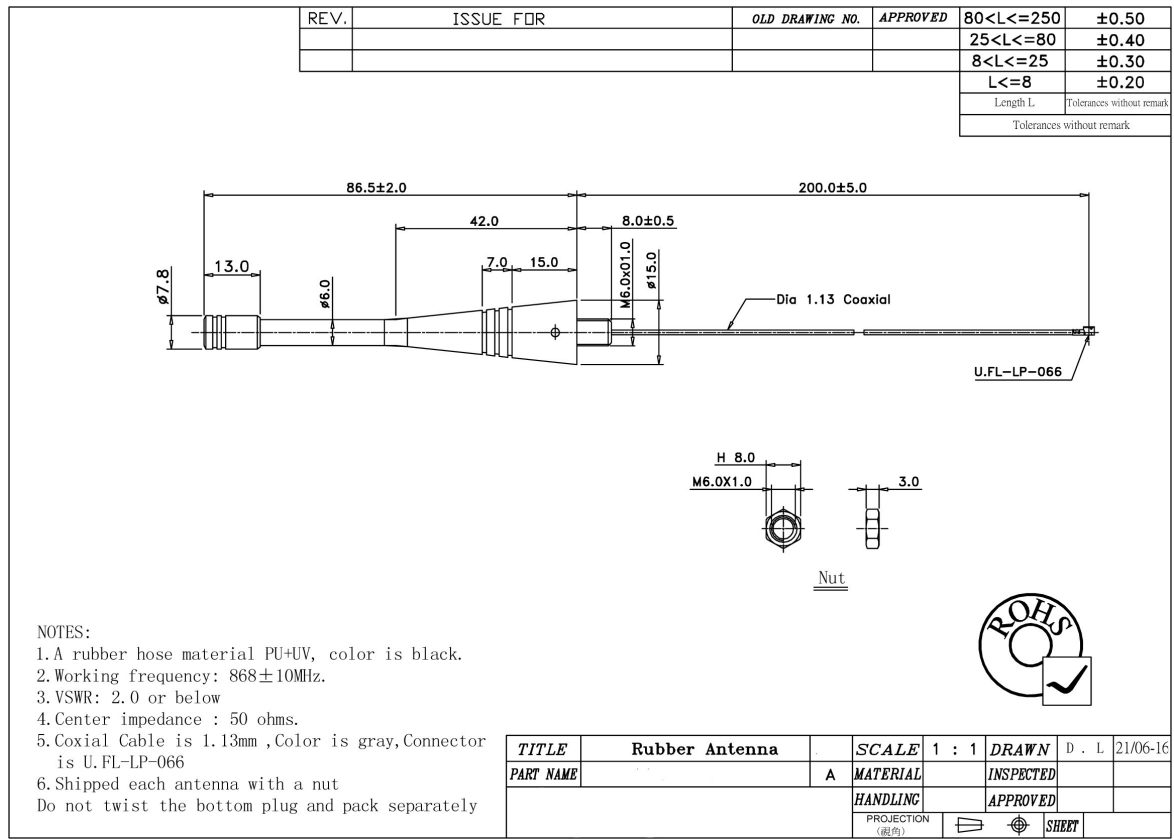 REV. ISSUE FOR OLD DRAWING NO. APPROVED 80<L<=250 ±0.50
25<L<=80 ±0.40
8<L<=25 ±0.30
L<=8 ±0.20
Length L Tolerances without remark
Tolerances without remark
86.5±2.0 200.0±5.0
42.0 8.0±0.5
13.0 7.0 15.0
ø7.8 ø6.0 M6.0x01.0 ø15.0
Dia 1.13 Coaxial
U.FL-LP-066
H 8.0
M6.0X1.0 3.0
Nut
ROHS
NOTES:
1.A rubber hose material PU+UV, color is black.
2.Working frequency: 868±10MHz.
3.VSWR: 2.0 or below
4.Center impedance : 50 ohms.
5.Coxial Cable is 1.13mm ,Color is gray,Connector
is U.FL-LP-066
6.Shipped each antenna with a nut
Do not twist the bottom plug and pack separately
TITLE Rubber Antenna SCALE 1 : 1 DRAWN D . L 21/06-16
PART NAME A MATERIAL INSPECTED
HANDLING APPROVED
PROJECTION SHEET
(視角)